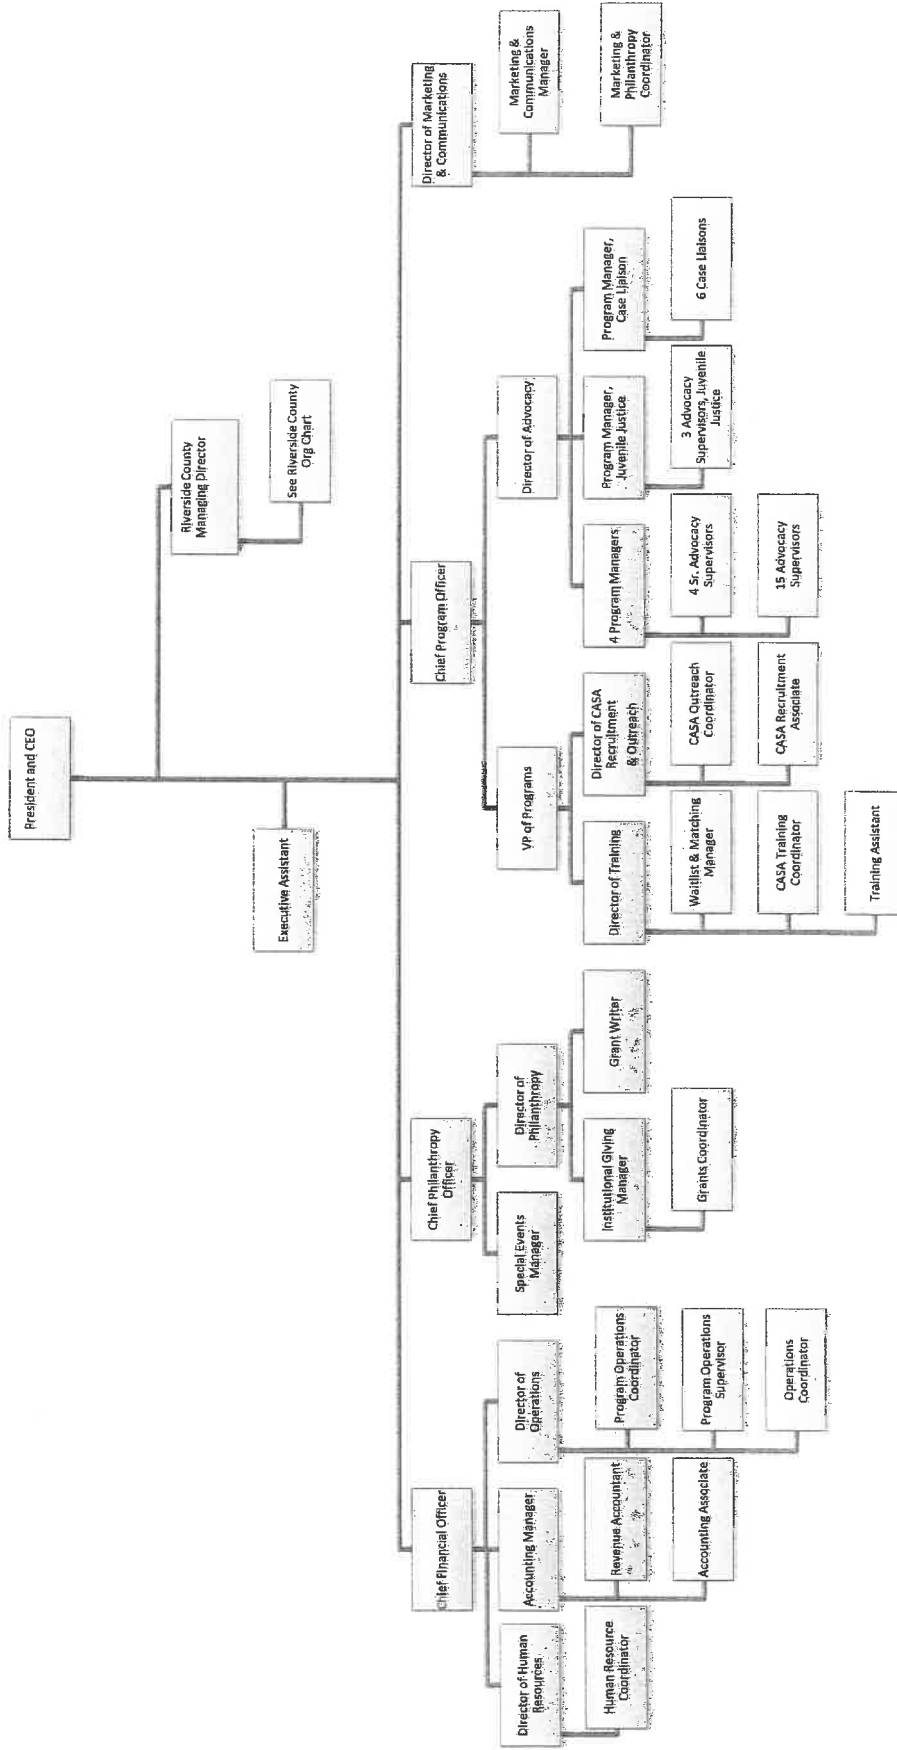 President and CEO
Riverside County
Managing Director
See Riverside County
Org Chart
Executive Assistant
Chief Financial Officer
Chief Philanthropy
Officer
Chief Program Officer
Director of Marketing
& Communications
Director of Human
Resources
Human Resource
Coordinator
Accounting Manager
Revenue Accountant
Accounting Associate
Director of
Operations
Program Operations
Coordinator
Program Operations
Supervisor
Operations
Coordinator
Special Events
Manager
Director of
Philanthropy
Institutional Giving
Manager
Grants Coordinator
Grant Writer
VP of Programs
Director of Training
Waitlist & Matching
Manager
CASA Training
Coordinator
Training Assistant
Director of CASA
Recruitment
& Outreach
CASA Outreach
Coordinator
CASA Recruitment
Associate
Director of Advocacy
4 Program Managers
4 Sr. Advocacy
Supervisors
15 Advocacy
Supervisors
Program Manager,
Juvenile Justice
3 Advocacy
Supervisors, Juvenile
Justice
Program Manager,
Case Liaison
6 Case Liaisons
Marketing &
Communications
Manager
Marketing &
Philanthropy
Coordinator